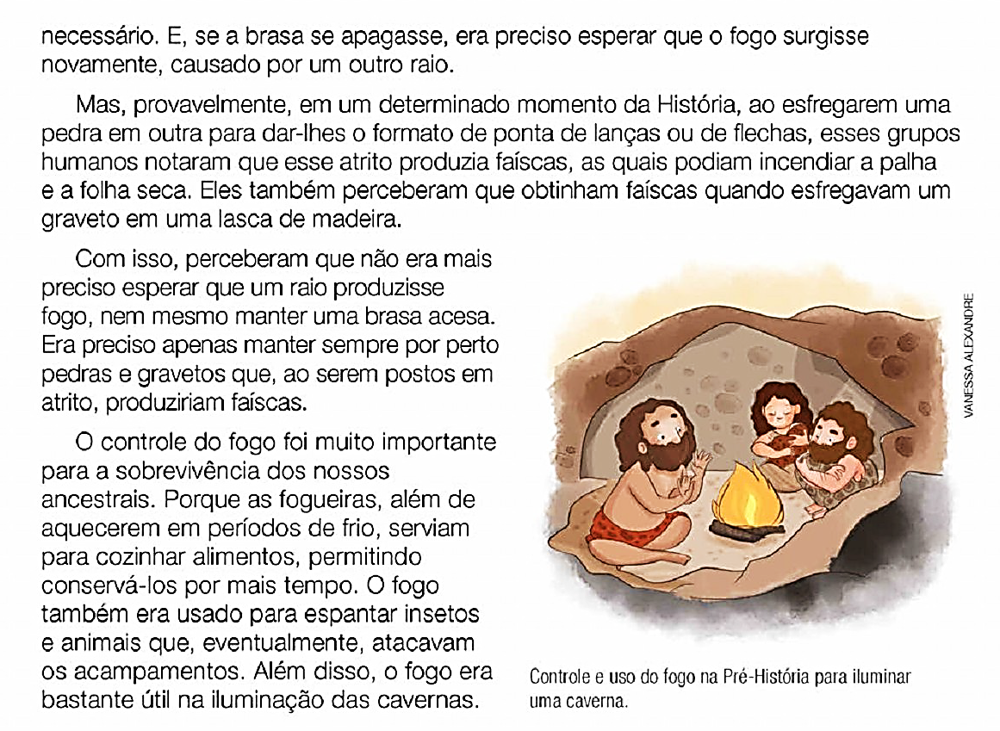 necessário. E, se a brasa se apagasse, era preciso esperar que o fogo surgisse
novamente, causado por um outro raio.
Mas, provavelmente, em um determinado momento da História, ao esfregarem uma
pedra em outra para dar-lhes o formato de ponta de lanças ou de flechas, esses grupos
humanos notaram que esse atrito produzia faíscas, as quais podiam incendiar a palha
e a folha seca. Eles também perceberam que obtinham faíscas quando esfregavam um
graveto em uma lasca de madeira.
Com isso, perceberam que não era mais
preciso esperar que um raio produzisse
fogo, nem mesmo manter uma brasa acesa.
Era preciso apenas manter sempre por perto
pedras e gravetos que, ao serem postos em
atrito, produziriam faíscas.
O controle do fogo foi muito importante
para a sobrevivência dos nossos
ancestrais. Porque as fogueiras, além de
aquecerem em períodos de frio, serviam
para cozinhar alimentos, permitindo
conservá-los por mais tempo. O fogo
também era usado para espantar insetos
e animais que, eventualmente, atacavam
os acampamentos. Além disso, o fogo era
bastante útil na iluminação das cavernas.
VANESSA ALEXANDRE
Controle e uso do fogo na Pré-História para iluminar
uma caverna.